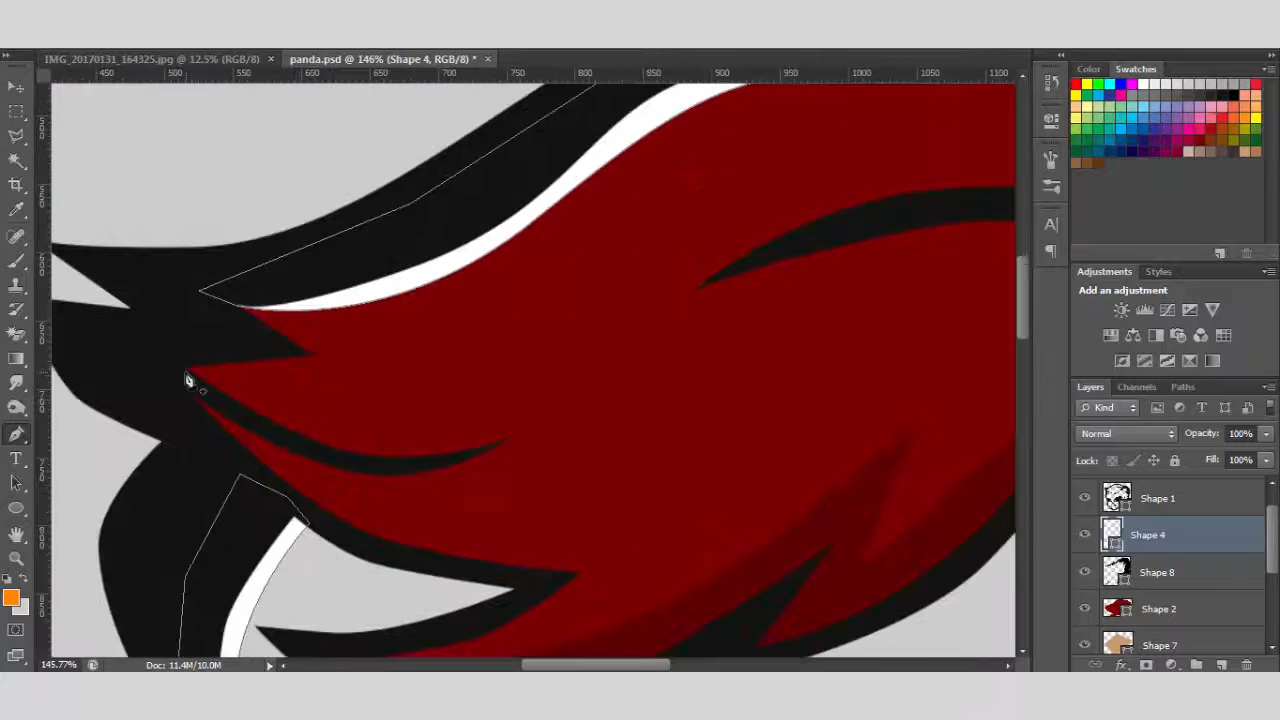 IMG_20170131_164325.jpg @ 12.5% (RGB/8) × panda.psd @ 146% (Shape 4, RGB/8) * ×
450 500 550 600 650 700 750 800 850 900 950 1000 1050 1100
Color Swatches
Adjustments Styles
Add an adjustment
Layers Channels Paths
Kind
Normal Opacity: 100%
Lock: Fill: 100%
Shape 1
Shape 4
Shape 8
Shape 2
Shape 7
145.77% Doc: 11.4M/10.0M